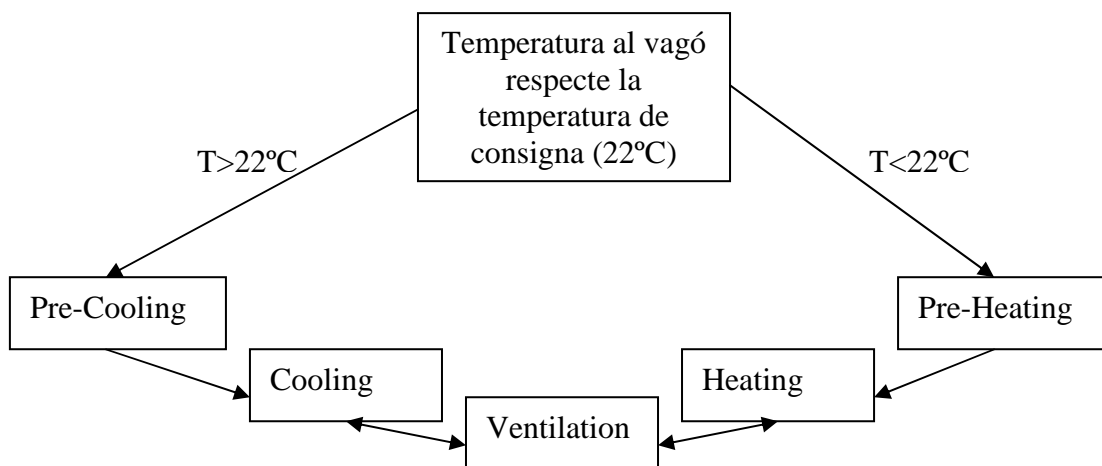 Temperatura al vagó
respecte la
temperatura de
consigna (22ºC)
T>22ºC
T<22ºC
Pre-Cooling
Pre-Heating
Cooling
Heating
Ventilation